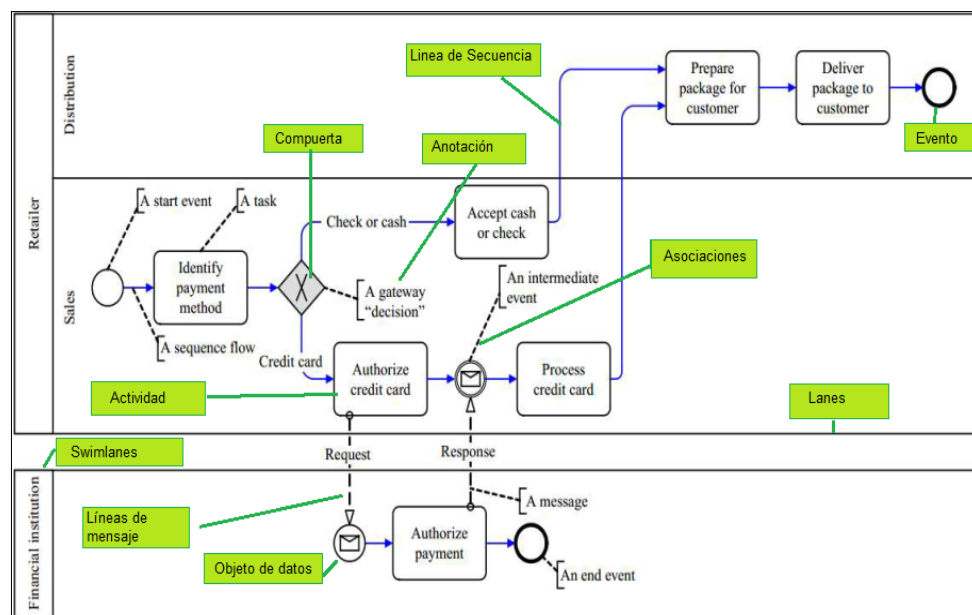 Distribution
Linea de Secuencia
Prepare
package for
customer
Deliver
package to
customer
Compuerta
Anotación
Evento
Retailer
Sales
A start event
A task
Check or cash
Accept cash
or check
Asociaciones
Identify
payment
method
X
A gateway
“decision”
An intermediate
event
A sequence flow
Credit card
Authorize
credit card
Process
credit card
Actividad
Lanes
Swimlanes
Request
Response
Financial institution
Líneas de
mensaje
A message
Authorize
payment
Objeto de datos
An end event